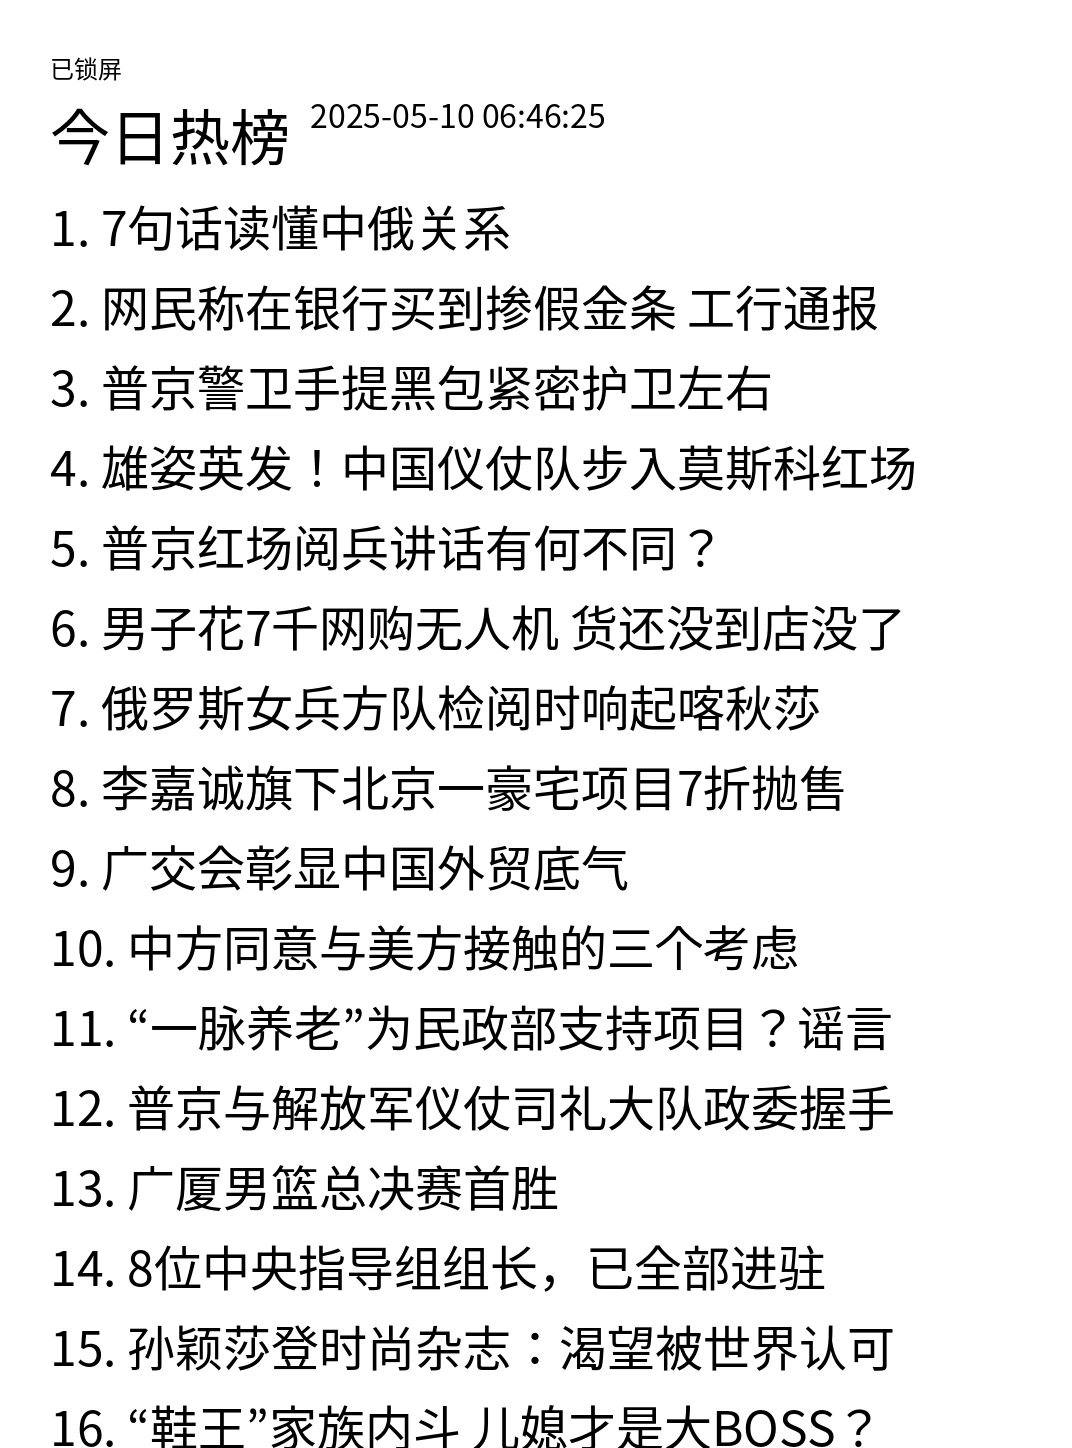 已锁屏
今日热榜 2025-05-10 06:46:25
1. 7句话读懂中俄关系
2. 网民称在银行买到掺假金条 工行通报
3. 普京警卫手提黑包紧密护卫左右
4. 雄姿英发！中国仪仗队步入莫斯科红场
5. 普京红场阅兵讲话有何不同？
6. 男子花7千网购无人机 货还没到店没了
7. 俄罗斯女兵方队检阅时响起喀秋莎
8. 李嘉诚旗下北京一豪宅项目7折抛售
9. 广交会彰显中国外贸底气
10. 中方同意与美方接触的三个考虑
11. “一脉养老”为民政部支持项目？谣言
12. 普京与解放军仪仗司礼大队政委握手
13. 广厦男篮总决赛首胜
14. 8位中央指导组组长，已全部进驻
15. 孙颖莎登时尚杂志：渴望被世界认可
16. “鞋王”家族内斗 儿媳才是大BOSS？